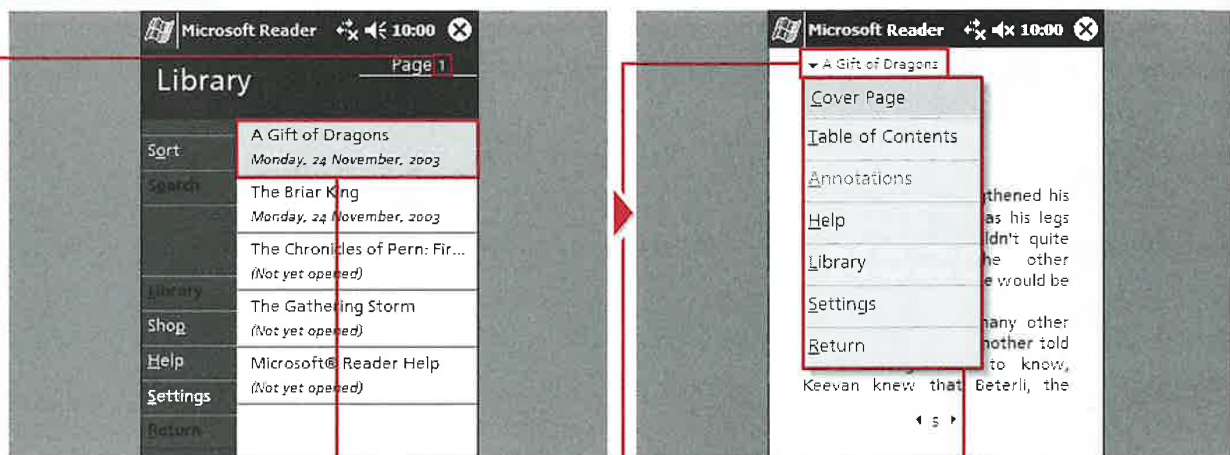 Microsoft Reader 10:00
Library
Page 1
Sort
Search
Library
Shop
Help
Settings
Return
A Gift of Dragons
Monday, 24 November, 2003
The Briar King
Monday, 24 November, 2003
The Chronicles of Pern: Fir...
(Not yet opened)
The Gathering Storm
(Not yet opened)
Microsoft® Reader Help
(Not yet opened)
Microsoft Reader 10:00
A Gift of Dragons
Cover Page
Table of Contents
Annotations
Help
Library
Settings
Return
gthened his
as his legs
ldn't quite
he other
e would be
many other
nother told
to know,
Keevan knew that Beterli, the
5